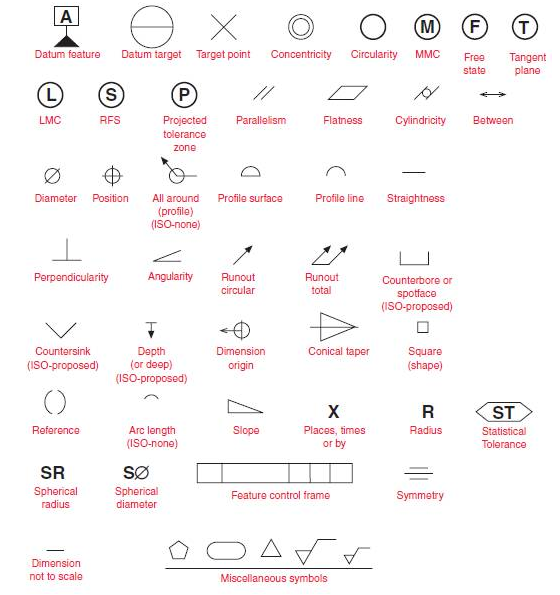 A M F T
Datum feature Datum target Target point Concentricity Circularity MMC Free state Tangent plane
L S P
LMC RFS Projected tolerance zone Parallelism Flatness Cylindricity Between
Diameter Position All around (profile) (ISO-none) Profile surface Profile line Straightness
Perpendicularity Angularity Runout circular Runout total Counterbore or spotface (ISO-proposed)
Countersink (ISO-proposed) Depth (or deep) (ISO-proposed) Dimension origin Conical taper Square (shape)
X R ST
Reference Arc length (ISO-none) Slope Places, times or by Radius Statistical Tolerance
SR S⌀
Spherical radius Spherical diameter Feature control frame Symmetry
Dimension not to scale Miscellaneous symbols